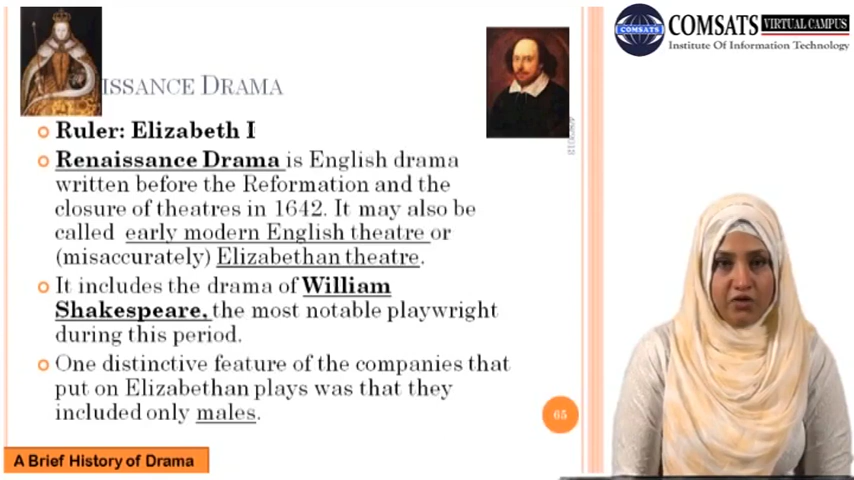 COMSATS VIRTUAL CAMPUS
COMSATS
Institute Of Information Technology
ISSANCE DRAMA
Ruler: Elizabeth I
Renaissance Drama is English drama
written before the Reformation and the
closure of theatres in 1642. It may also be
called early modern English theatre or
(misaccurately) Elizabethan theatre.
It includes the drama of William
Shakespeare, the most notable playwright
during this period.
One distinctive feature of the companies that
put on Elizabethan plays was that they
included only males.
65
A Brief History of Drama